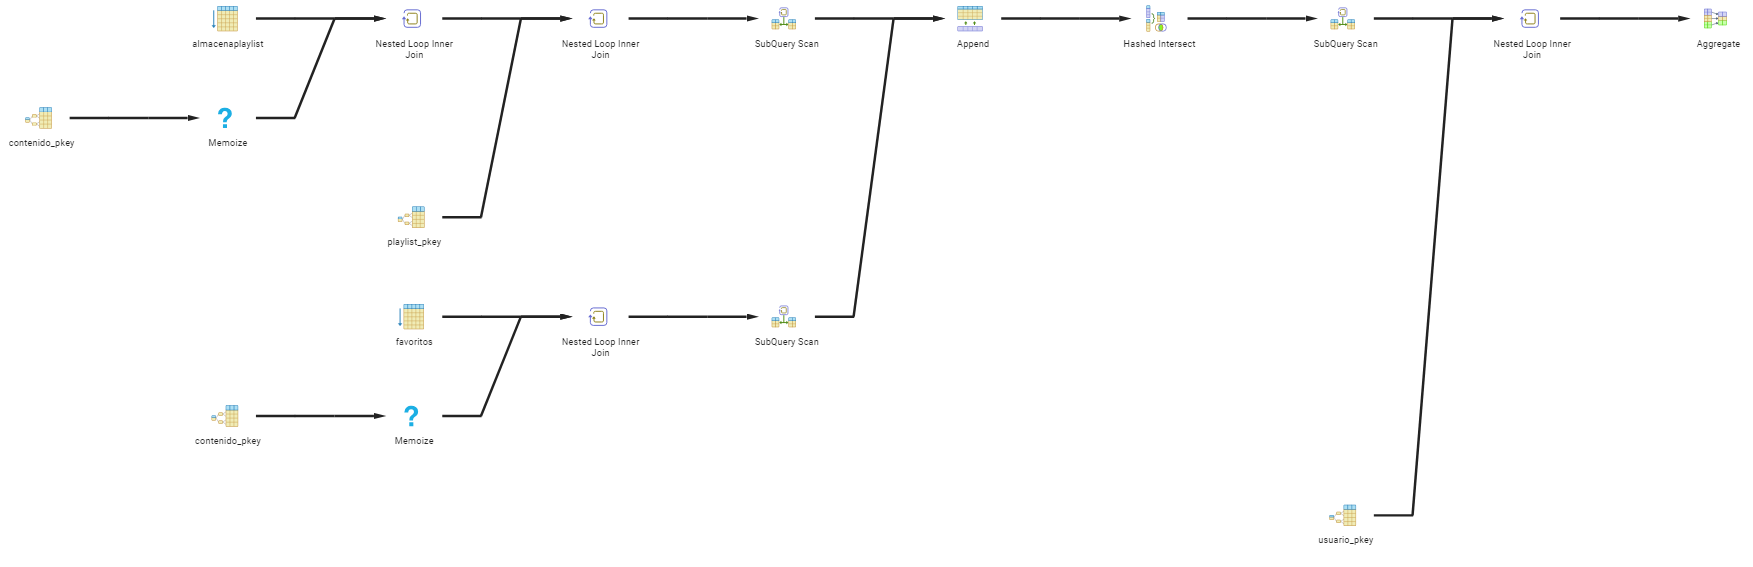 almacenaplaylist
Nested Loop Inner
Join
Nested Loop Inner
Join
SubQuery Scan
Append
Hashed Intersect
SubQuery Scan
Nested Loop Inner
Join
Aggregate
contenido_pkey
?
Memoize
playlist_pkey
favoritos
Nested Loop Inner
Join
SubQuery Scan
contenido_pkey
?
Memoize
usuario_pkey